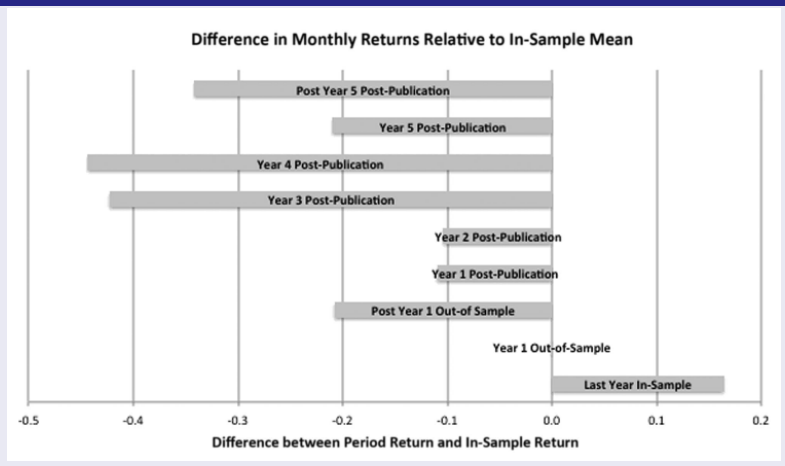 Difference in Monthly Returns Relative to In-Sample Mean
Post Year 5 Post-Publication
Year 5 Post-Publication
Year 4 Post-Publication
Year 3 Post-Publication
Year 2 Post-Publication
Year 1 Post-Publication
Post Year 1 Out-of Sample
Year 1 Out-of-Sample
Last Year In-Sample
-0.5 -0.4 -0.3 -0.2 -0.1 0.0 0.1 0.2
Difference between Period Return and In-Sample Return